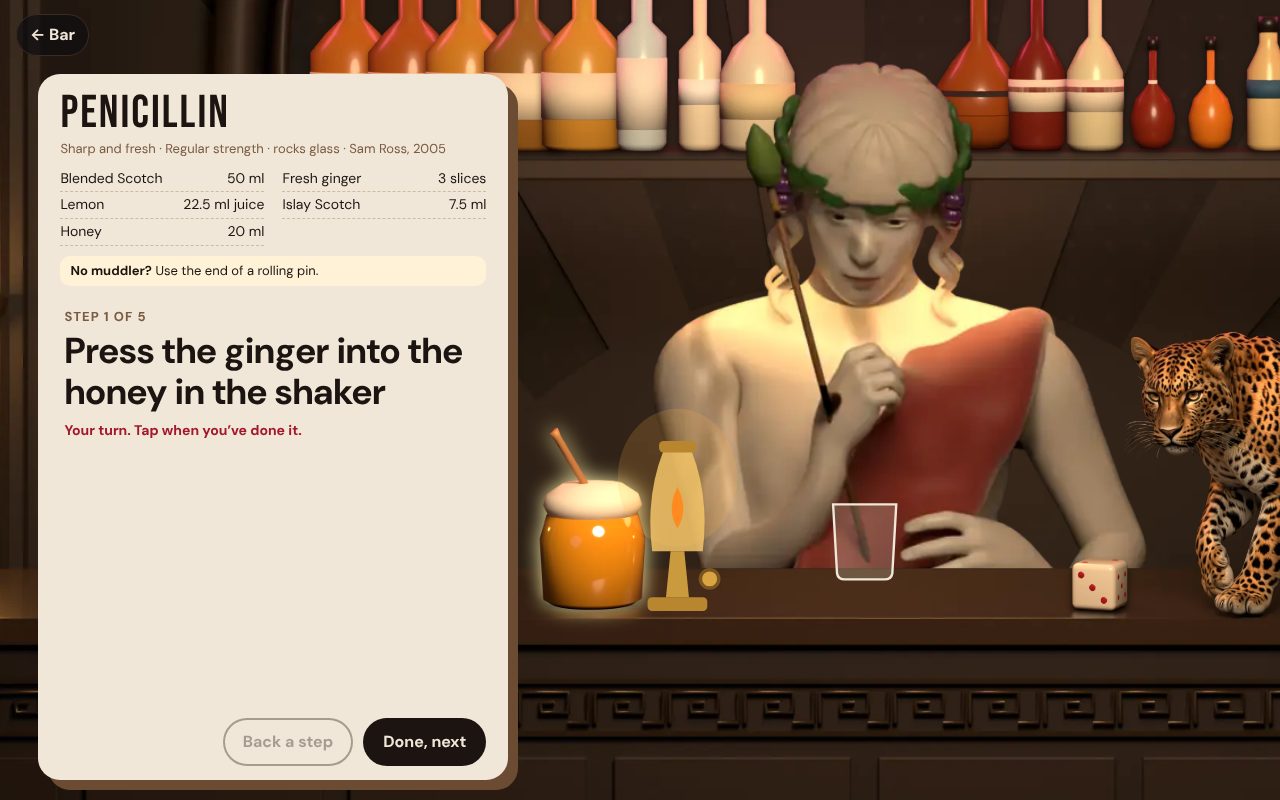 ← Bar
PENICILLIN
Sharp and fresh · Regular strength · rocks glass · Sam Ross, 2005
Blended Scotch 50 ml
Fresh ginger 3 slices
Lemon 22.5 ml juice
Islay Scotch 7.5 ml
Honey 20 ml
No muddler? Use the end of a rolling pin.
STEP 1 OF 5
Press the ginger into the
honey in the shaker
Your turn. Tap when you’ve done it.
Back a step
Done, next